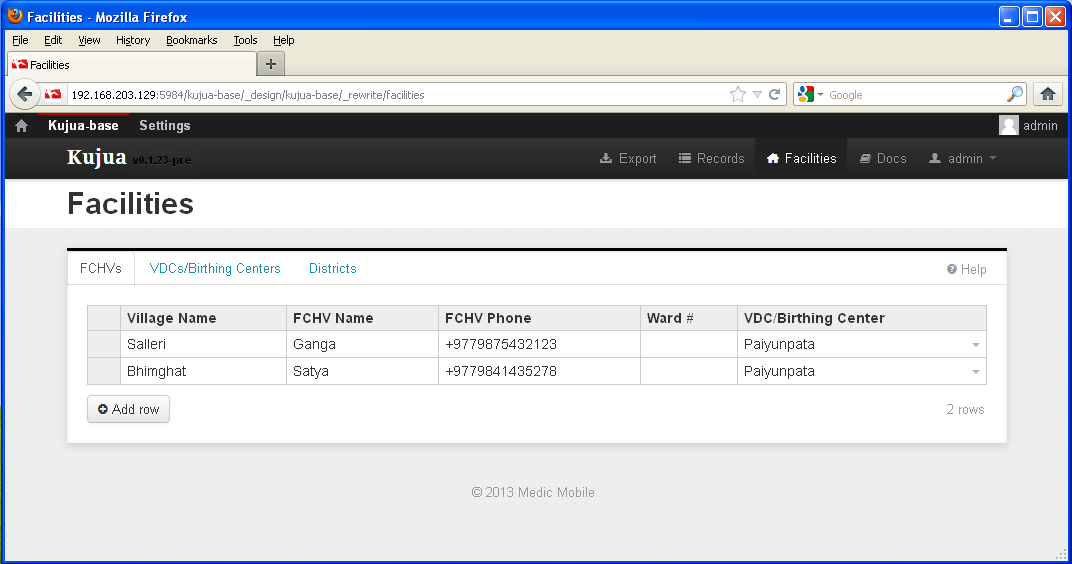 Facilities - Mozilla Firefox
File Edit View History Bookmarks Tools Help
Facilities
192.168.203.129:5984/kujua-base/_design/kujua-base/_rewrite/facilities Google
Kujua-base Settings admin
Kujua v0.1.23-pre Export Records Facilities Docs admin
Facilities
FCHVs VDCs/Birthing Centers Districts Help
Village Name FCHV Name FCHV Phone Ward # VDC/Birthing Center
Salleri Ganga +9779875432123 Paiyunpata
Bhimghat Satya +9779841435278 Paiyunpata
Add row 2 rows
© 2013 Medic Mobile